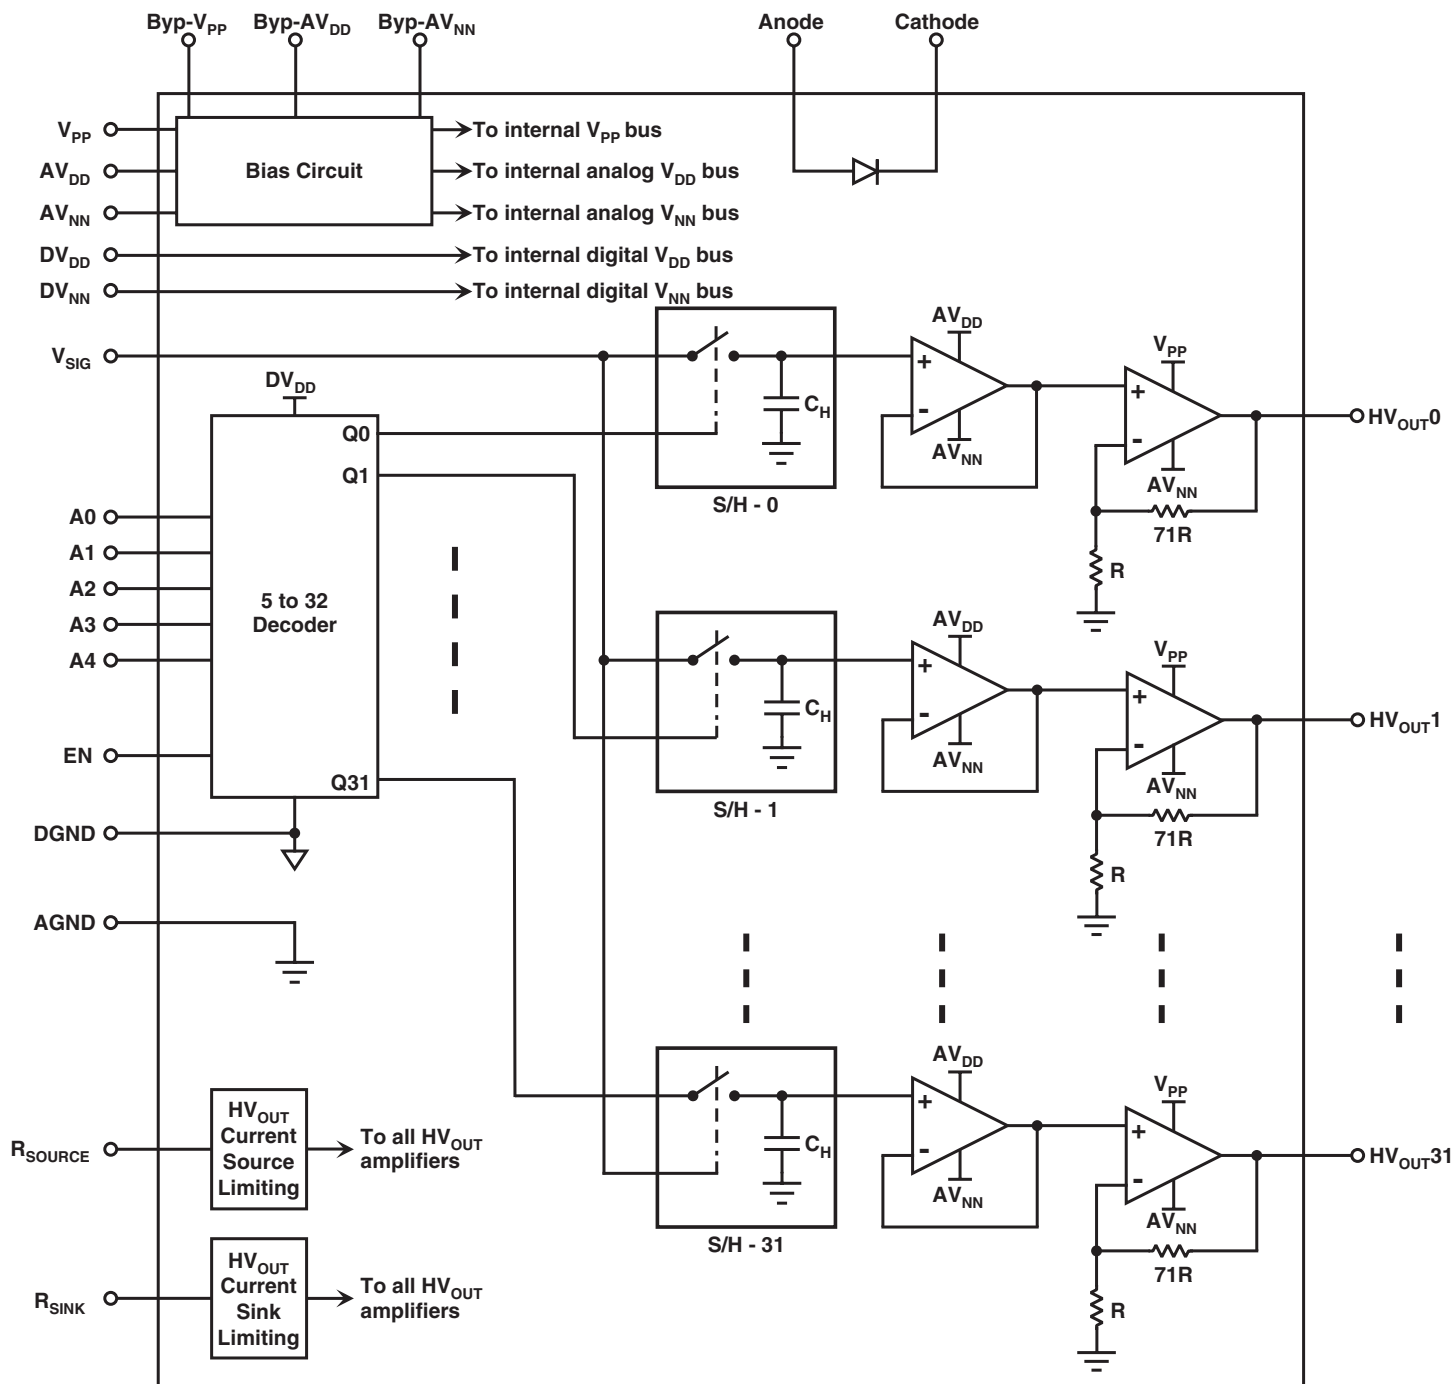 Byp-VPP Byp-AVDD Byp-AVNN Anode Cathode
VPP
AVDD
AVNN
DVDD
DVNN
VSIG
Bias Circuit
To internal VPP bus
To internal analog VDD bus
To internal analog VNN bus
To internal digital VDD bus
To internal digital VNN bus
DVDD
Q0
Q1
Q31
5 to 32
Decoder
A0
A1
A2
A3
A4
EN
DGND
AGND
CH
S/H - 0
AVDD
+
-
AVNN
VPP
+
-
AVNN
71R
R
HVOUT0
CH
S/H - 1
AVDD
+
-
AVNN
VPP
+
-
AVNN
71R
R
HVOUT1
CH
S/H - 31
AVDD
+
-
AVNN
VPP
+
-
AVNN
71R
R
HVOUT31
RSOURCE
HVOUT
Current
Source
Limiting
To all HVOUT
amplifiers
RSINK
HVOUT
Current
Sink
Limiting
To all HVOUT
amplifiers